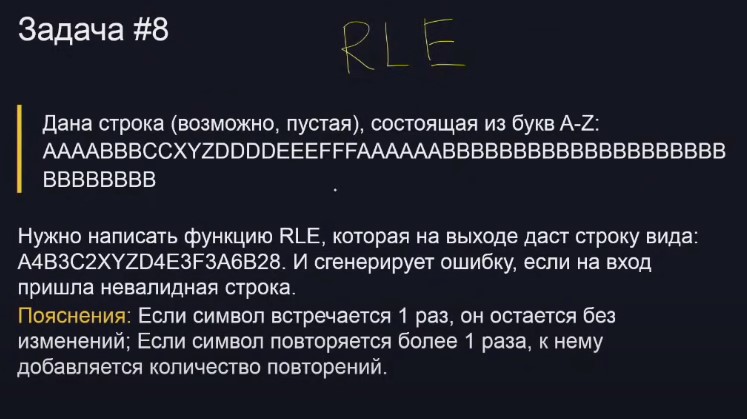 Задача #8
RLE
Дана строка (возможно, пустая), состоящая из букв A-Z:
AAAABBBCCXYZDDDDEEEFFFAAAAAABBBBBBBBBBBBBBBBBBBB
BBBBBBBB
Нужно написать функцию RLE, которая на выходе даст строку вида:
A4B3C2XYZD4E3F3A6B28. И сгенерирует ошибку, если на вход
пришла невалидная строка.
Пояснения: Если символ встречается 1 раз, он остается без
изменений; Если символ повторяется более 1 раза, к нему
добавляется количество повторений.